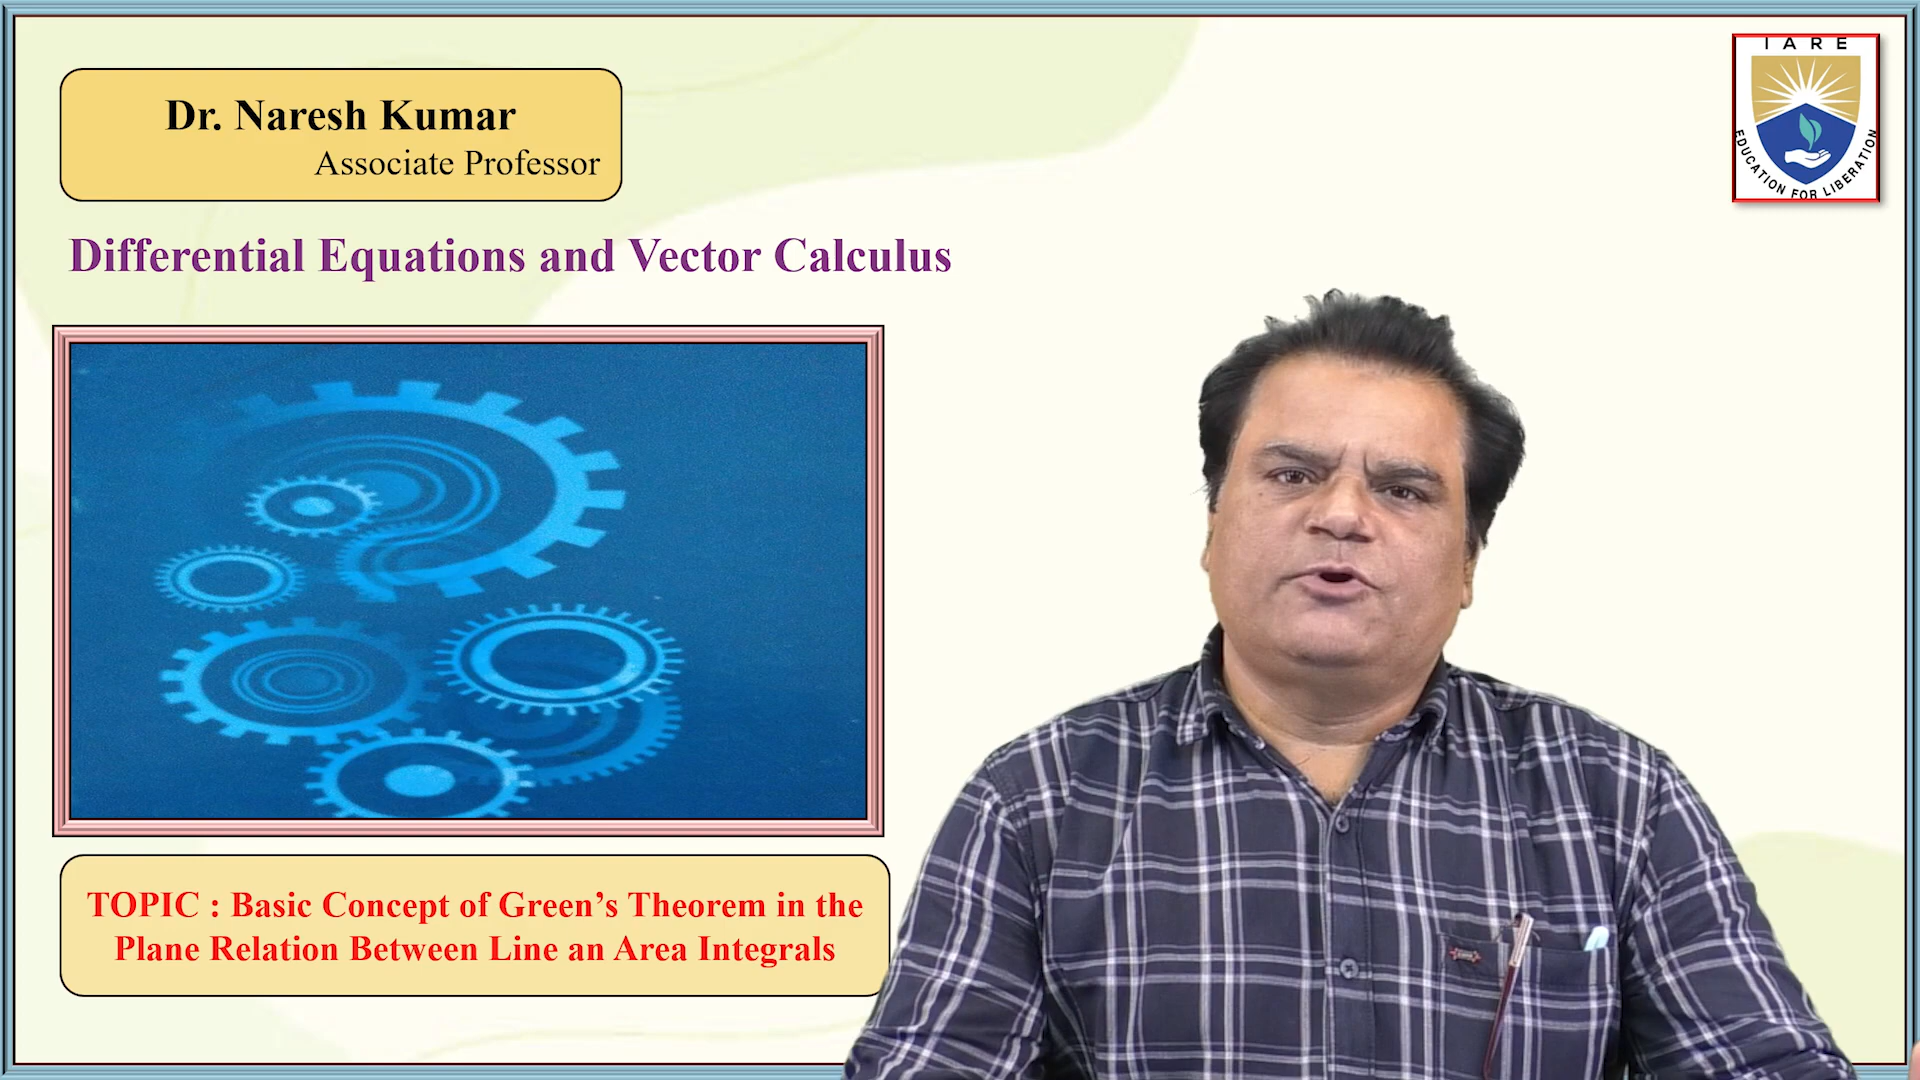 Dr. Naresh Kumar
Associate Professor
I A R E
EDUCATION FOR LIBERATION
Differential Equations and Vector Calculus
TOPIC : Basic Concept of Green’s Theorem in the
Plane Relation Between Line an Area Integrals